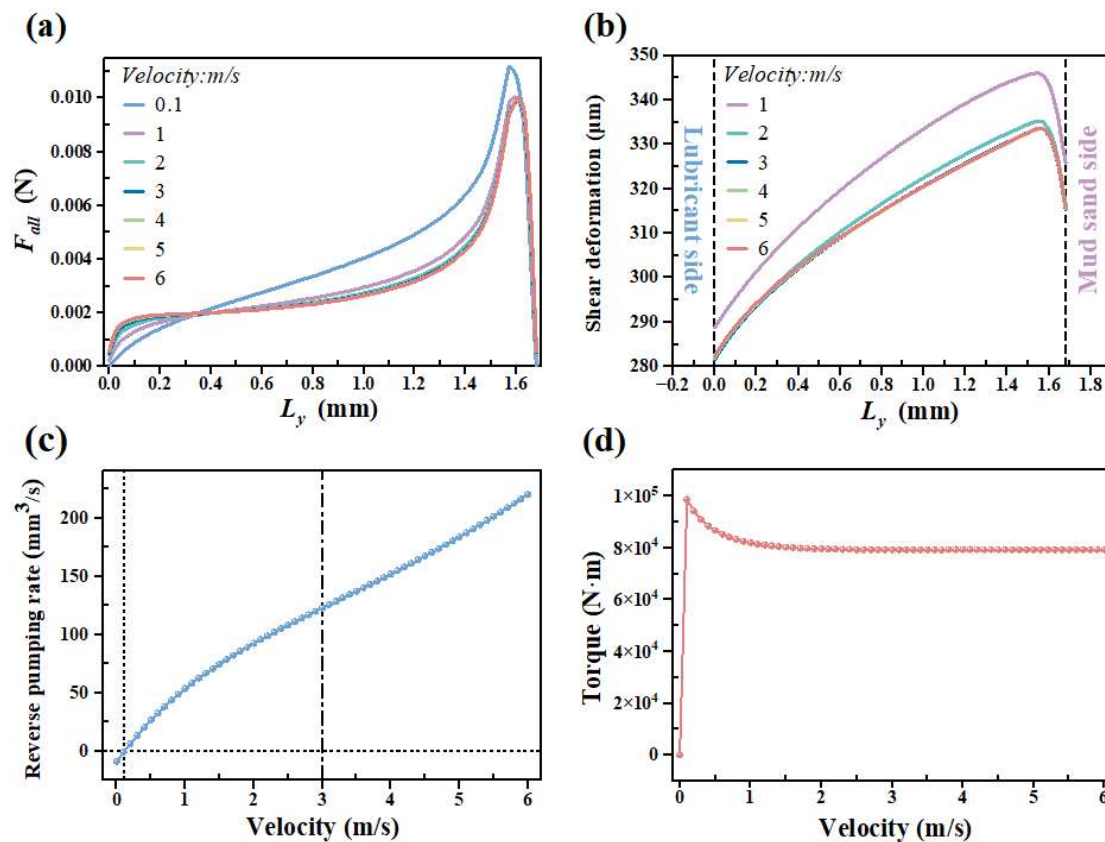 (a)
Velocity:m/s
0.1
1
2
3
4
5
6
F_all (N)
0.010
0.008
0.006
0.004
0.002
0.000
0.0 0.2 0.4 0.6 0.8 1.0 1.2 1.4 1.6
L_y (mm)
(b)
Velocity:m/s
1
2
3
4
5
6
Lubricant side
Mud sand side
Shear deformation (μm)
350
340
330
320
310
300
290
280
−0.2 0.0 0.2 0.4 0.6 0.8 1.0 1.2 1.4 1.6 1.8
L_y (mm)
(c)
Reverse pumping rate (mm³/s)
200
150
100
50
0
0 1 2 3 4 5 6
Velocity (m/s)
(d)
Torque (N·m)
1×10⁵
8×10⁴
6×10⁴
4×10⁴
2×10⁴
0
0 1 2 3 4 5 6
Velocity (m/s)